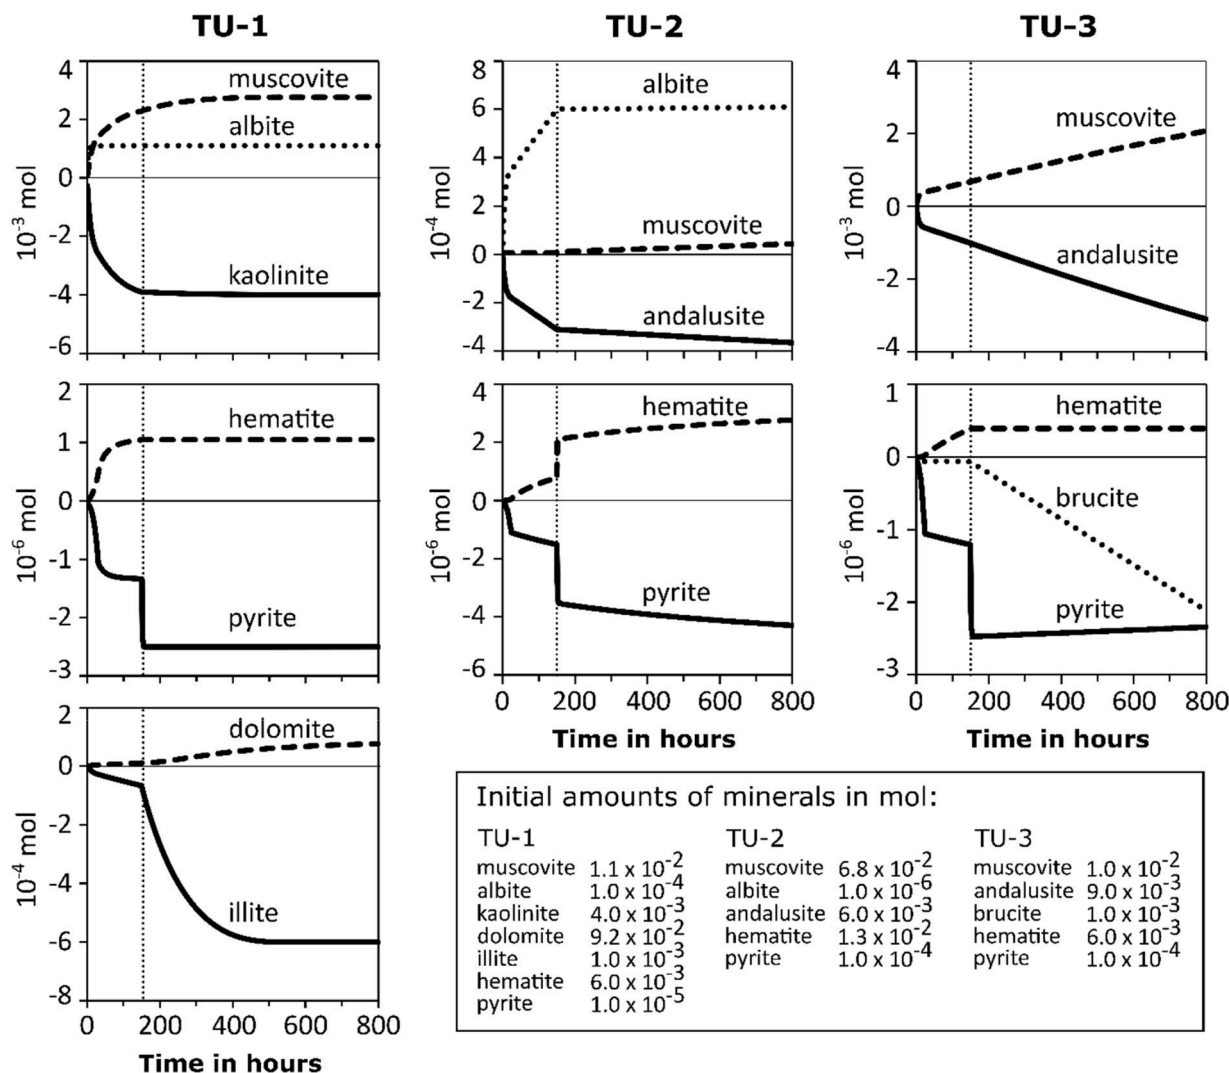 TU-1
TU-2
TU-3
4
2
0
-2
-4
-6
10-3 mol
muscovite
albite
kaolinite
8
6
4
2
0
-2
-4
10-4 mol
albite
muscovite
andalusite
4
2
0
-2
-4
10-3 mol
muscovite
andalusite
2
1
0
-1
-2
-3
10-6 mol
hematite
pyrite
4
2
0
-2
-4
-6
10-6 mol
hematite
pyrite
0 200 400 600 800
Time in hours
1
0
-1
-2
-3
10-6 mol
hematite
brucite
pyrite
0 200 400 600 800
Time in hours
2
0
-2
-4
-6
-8
10-4 mol
dolomite
illite
0 200 400 600 800
Time in hours
Initial amounts of minerals in mol:
TU-1
muscovite 1.1 x 10-2
albite 1.0 x 10-4
kaolinite 4.0 x 10-3
dolomite 9.2 x 10-2
illite 1.0 x 10-3
hematite 6.0 x 10-3
pyrite 1.0 x 10-5
TU-2
muscovite 6.8 x 10-2
albite 1.0 x 10-6
andalusite 6.0 x 10-3
hematite 1.3 x 10-2
pyrite 1.0 x 10-4
TU-3
muscovite 1.0 x 10-2
andalusite 9.0 x 10-3
brucite 1.0 x 10-3
hematite 6.0 x 10-3
pyrite 1.0 x 10-4